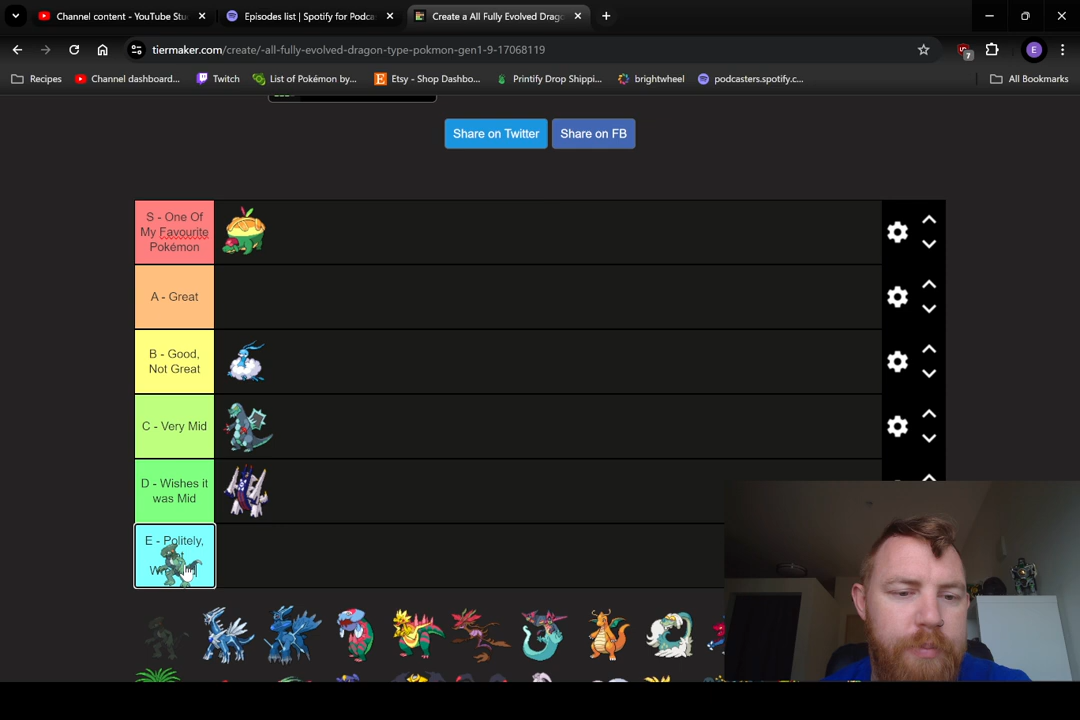 Channel content - YouTube Stu
Episodes list | Spotify for Podca
Create a All Fully Evolved Drago
tiermaker.com/create/-all-fully-evolved-dragon-type-pokmon-gen1-9-17068119
E
7
Recipes
Channel dashboard...
Twitch
List of Pokémon by...
Etsy - Shop Dashbo...
Printify Drop Shippi...
brightwheel
podcasters.spotify.c...
All Bookmarks
Share on Twitter
Share on FB
S - One Of
My Favourite
Pokémon
A - Great
B - Good,
Not Great
C - Very Mid
D - Wishes it
was Mid
E - Politely,